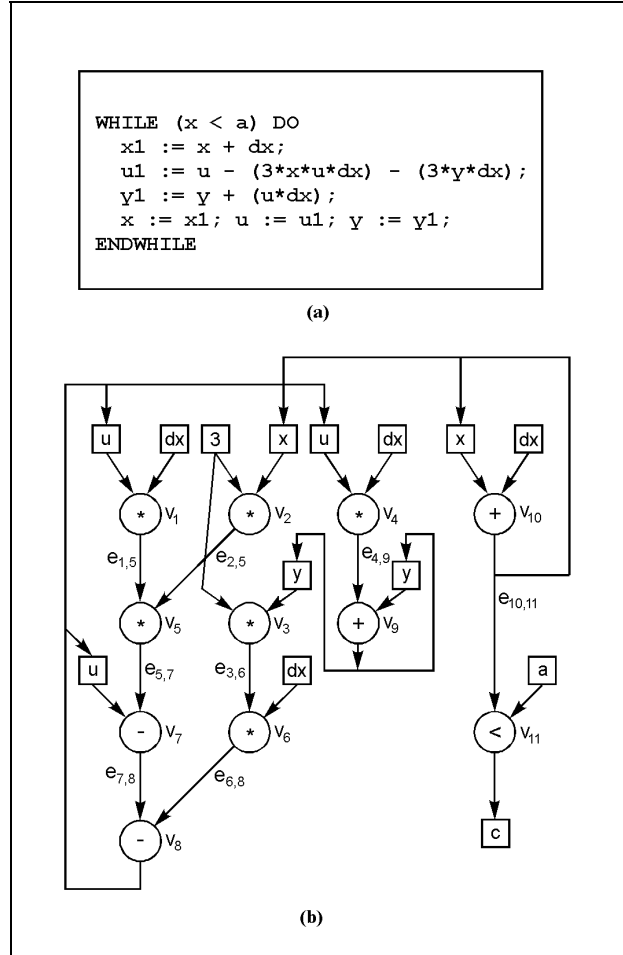 WHILE (x < a) DO
x1 := x + dx;
u1 := u - (3*x*u*dx) - (3*y*dx);
y1 := y + (u*dx);
x := x1; u := u1; y := y1;
ENDWHILE
(a)
u dx 3 x u dx x dx
* v1 * v2 * v4 + v10
e1,5 e2,5 e4,9
y y
e10,11
* v5 * v3 + v9
u e5,7 e3,6 dx a
- v7 * v6 < v11
e7,8 e6,8
- v8 c
(b)